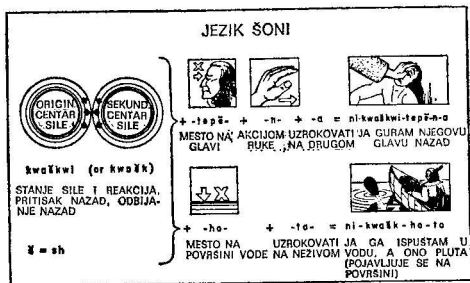 JEZIK ŠONI
ORIGIN. CENTAR SILE
SEKUND. CENTAR SILE
kwaškwi (or kwašk)
STANJE SILE I REAKCIJA,
PRITISAK NAZAD, ODBIJA-
NJE NAZAD
š = sh
+ -tepē- + -n- + -a = ni-kwaškwi-tepē-n-a
MESTO NA AKCIJOM UZROKOVATI JA GURAM NJEGOVU
GLAVI RUKE NA DRUGOM GLAVU NAZAD
+ -ho- + -to- = ni-kwašk-ho-to
MESTO NA UZROKOVATI JA GA ISPUŠTAM U
POVRŠINI VODE NA NEŽIVOM VODU, A ONO PLUTA
(POJAVLJUJE SE NA
POVRŠINI)